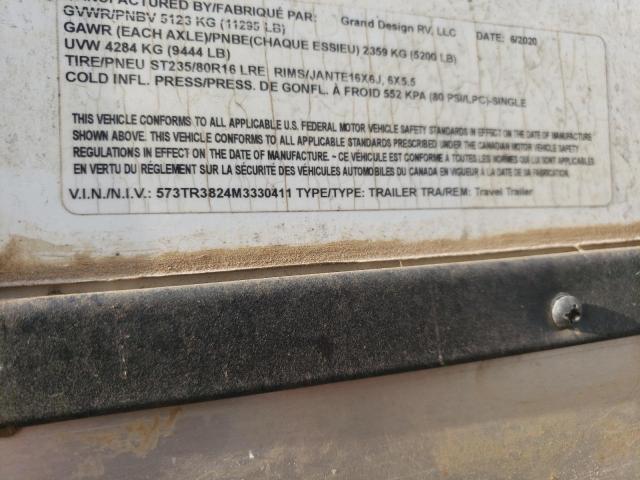 MANUFACTURED BY/FABRIQUÉ PAR: Grand Design RV, LLC DATE: 6/2020
GVWR/PNBV 5123 KG (11295 LB)
GAWR (EACH AXLE)/PNBE(CHAQUE ESSIEU) 2359 KG (5200 LB)
UVW 4284 KG (9444 LB)
TIRE/PNEU ST235/80R16 LRE RIMS/JANTE16X6J, 6X5.5
COLD INFL. PRESS/PRESS. DE GONFL. À FROID 552 KPA (80 PSI/LPC)-SINGLE
THIS VEHICLE CONFORMS TO ALL APPLICABLE U.S. FEDERAL MOTOR VEHICLE SAFETY STANDARDS IN EFFECT ON THE DATE OF MANUFACTURE
SHOWN ABOVE. THIS VEHICLE CONFORMS TO ALL APPLICABLE STANDARDS PRESCRIBED UNDER THE CANADIAN MOTOR VEHICLE SAFETY
REGULATIONS IN EFFECT ON THE DATE OF MANUFACTURE. - CE VÉHICULE EST CONFORME A TOUTES LES NORMES QUI LUI SONT APPLICABLES
EN VERTU DU RÉGLEMENT SUR LA SÉCURITÉ DES VÉHICULES AUTOMOBILES DU CANADA EN VIGUEUR À LA DATE DE SA FABRICATION.
V.I.N./N.I.V.: 573TR3824M3330411 TYPE/TYPE: TRAILER TRA/REM: Travel Trailer